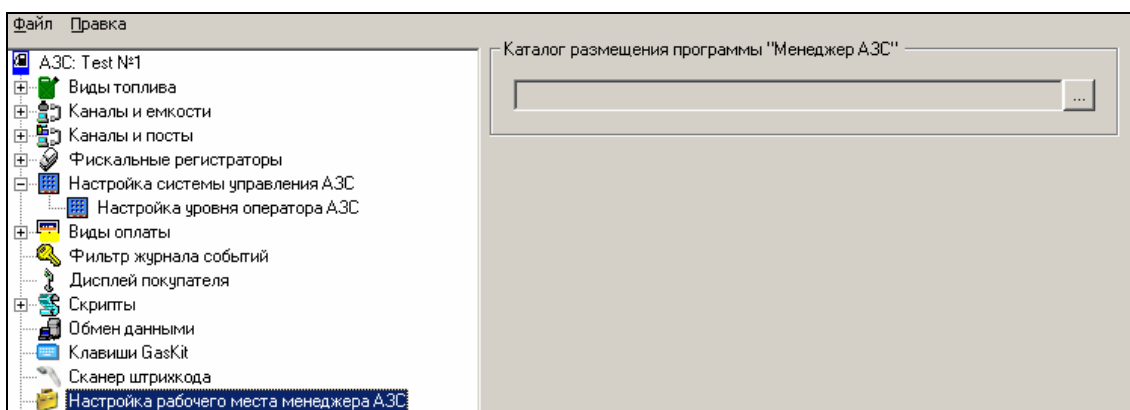 Файл Правка
АЗС: Test №1
Виды топлива
Каналы и емкости
Каналы и посты
Фискальные регистраторы
Настройка системы управления АЗС
Настройка уровня оператора АЗС
Виды оплаты
Фильтр журнала событий
Дисплей покупателя
Скрипты
Обмен данными
Клавиши GasKit
Сканер штрихкода
Настройка рабочего места менеджера АЗС
Каталог размещения программы "Менеджер АЗС"
...